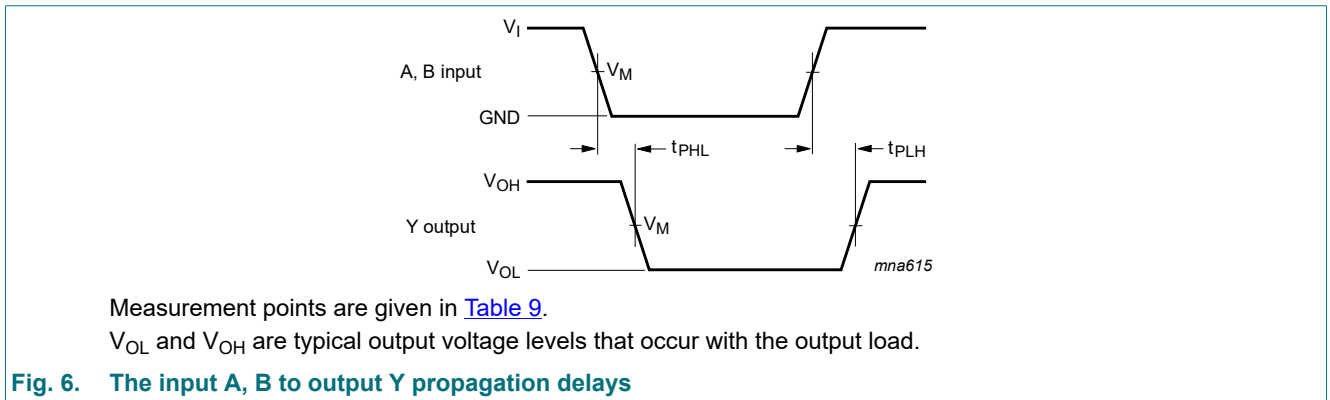 V_I
A, B input
V_M
GND
t_PHL
t_PLH
V_OH
Y output
V_M
V_OL
mna615
Measurement points are given in Table 9.
V_OL and V_OH are typical output voltage levels that occur with the output load.
Fig. 6. The input A, B to output Y propagation delays